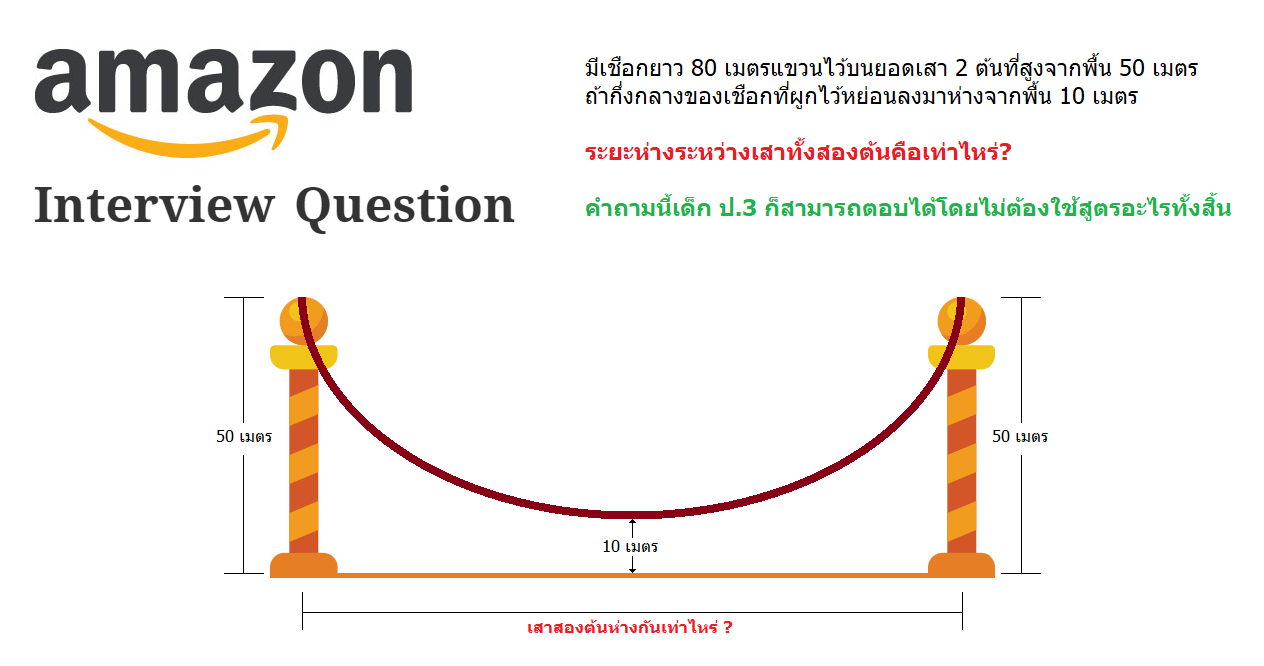 amazon
Interview Question
มีเชือกยาว 80 เมตรแขวนไว้บนยอดเสา 2 ต้นที่สูงจากพื้น 50 เมตร
ถ้ากึ่งกลางของเชือกที่ผูกไว้หย่อนลงมาห่างจากพื้น 10 เมตร
ระยะห่างระหว่างเสาทั้งสองต้นคือเท่าไหร่?
คำถามนี้เด็ก ป.3 ก็สามารถตอบได้โดยไม่ต้องใช้สูตรอะไรทั้งสิ้น
50 เมตร
50 เมตร
10 เมตร
เสาสองต้นห่างกันเท่าไหร่ ?